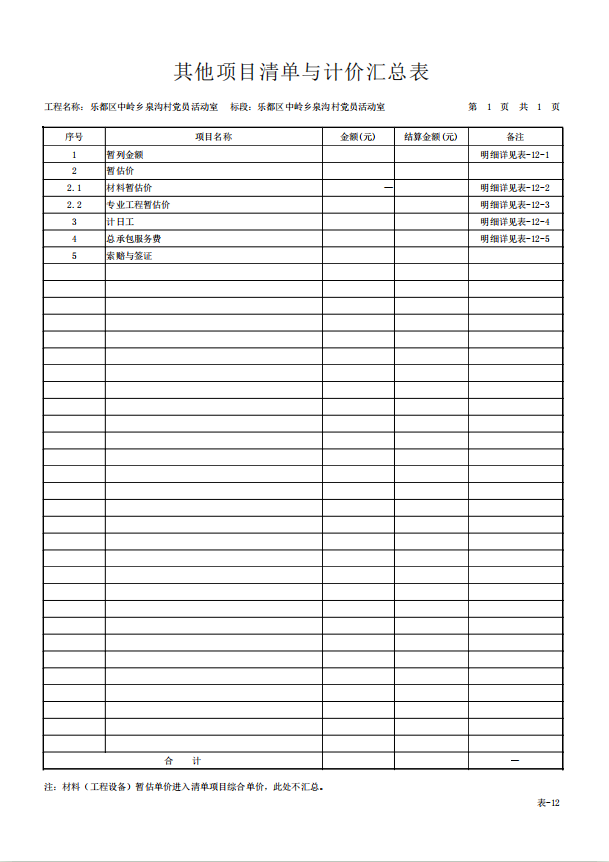 其他项目清单与计价汇总表
工程名称：乐都区中岭乡泉沟村党员活动室 标段：乐都区中岭乡泉沟村党员活动室 第 1 页 共 1 页
序号 项目名称 金额(元) 结算金额(元) 备注
1 暂列金额 明细详见表-12-1
2 暂估价
2.1 材料暂估价 — 明细详见表-12-2
2.2 专业工程暂估价 明细详见表-12-3
3 计日工 明细详见表-12-4
4 总承包服务费 明细详见表-12-5
5 索赔与签证
合 计 —
注：材料（工程设备）暂估单价进入清单项目综合单价，此处不汇总。
表-12